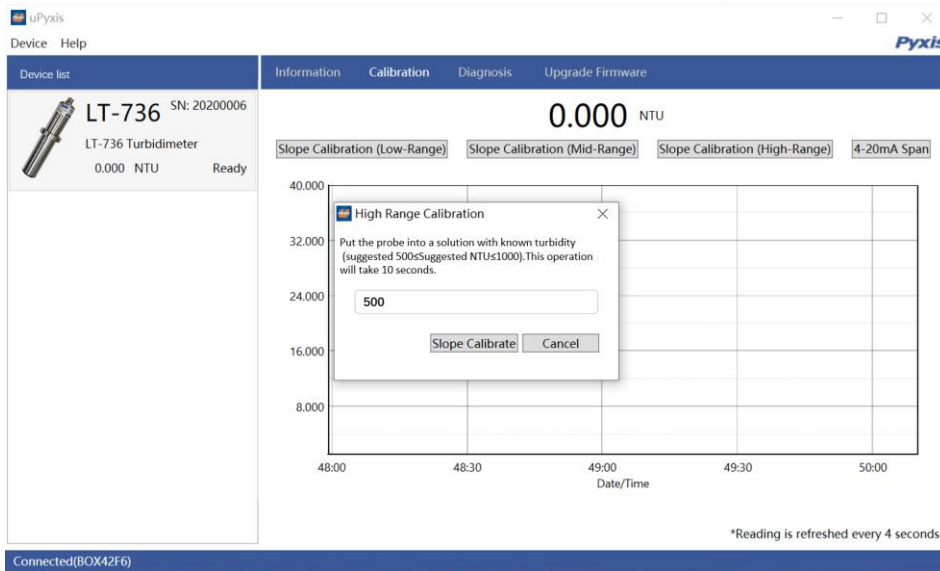 uPyxis
Device Help
Pyxis
Device list
Information Calibration Diagnosis Upgrade Firmware
LT-736 SN: 20200006
LT-736 Turbidimeter
0.000 NTU Ready
0.000 NTU
Slope Calibration (Low-Range) Slope Calibration (Mid-Range) Slope Calibration (High-Range) 4-20mA Span
40.000
32.000
24.000
16.000
8.000
High Range Calibration
Put the probe into a solution with known turbidity
(suggested 500≤Suggested NTU≤1000).This operation
will take 10 seconds.
500
Slope Calibrate Cancel
48:00 48:30 49:00 49:30 50:00
Date/Time
*Reading is refreshed every 4 seconds
Connected(BOX42F6)